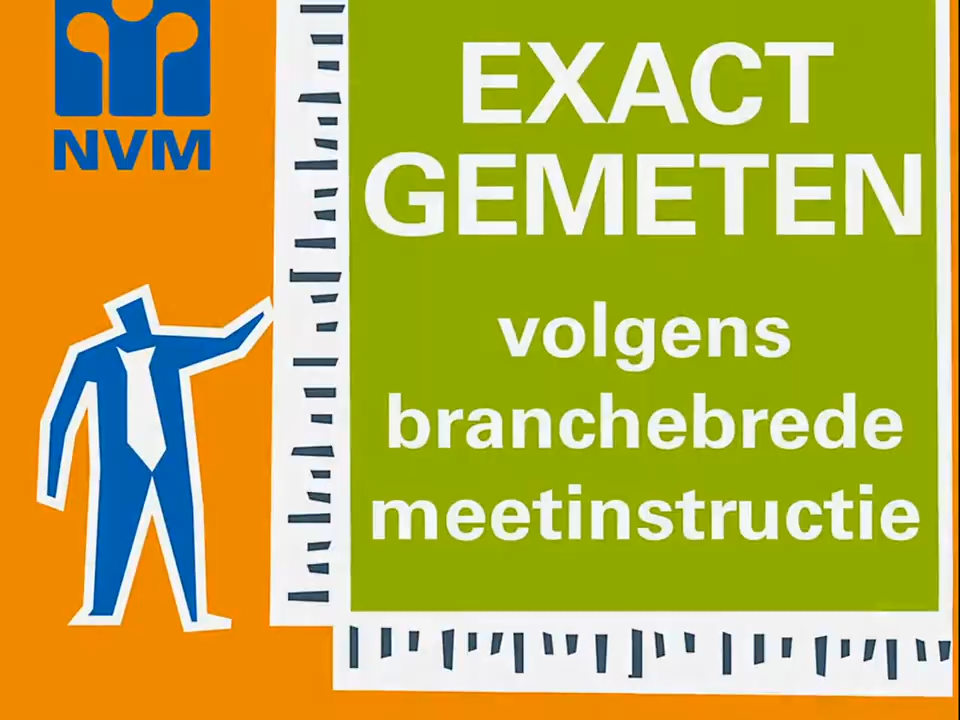 NVM
EXACT
GEMETEN
volgens
branchebrede
meetinstructie